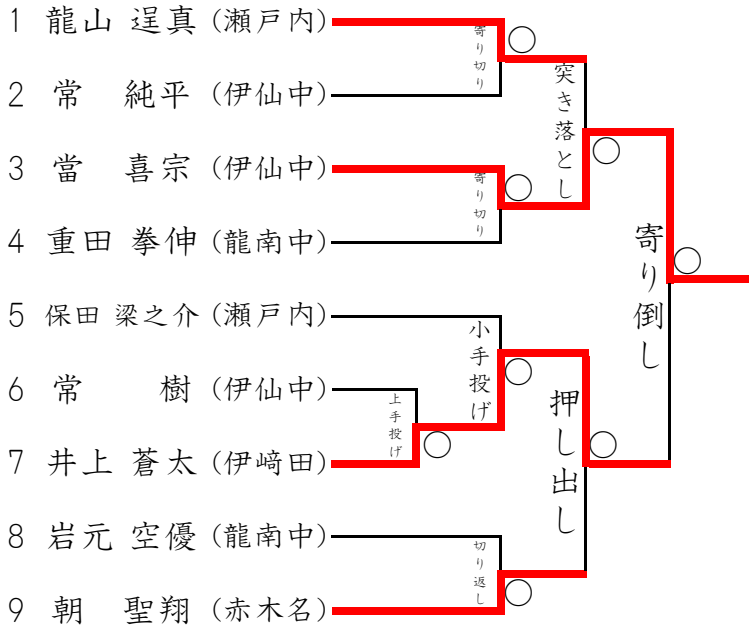 1 龍山 逞真 (瀬戸内)
2 常 純平 (伊仙中)
3 當 喜宗 (伊仙中)
4 重田 拳伸 (龍南中)
5 保田 梁之介 (瀬戸内)
6 常 樹 (伊仙中)
7 井上 蒼太 (伊﨑田)
8 岩元 空優 (龍南中)
9 朝 聖翔 (赤木名)
寄り切り
寄り切り
上手投げ
小手投げ
切り返し
突き落とし
押し出し
寄り倒し